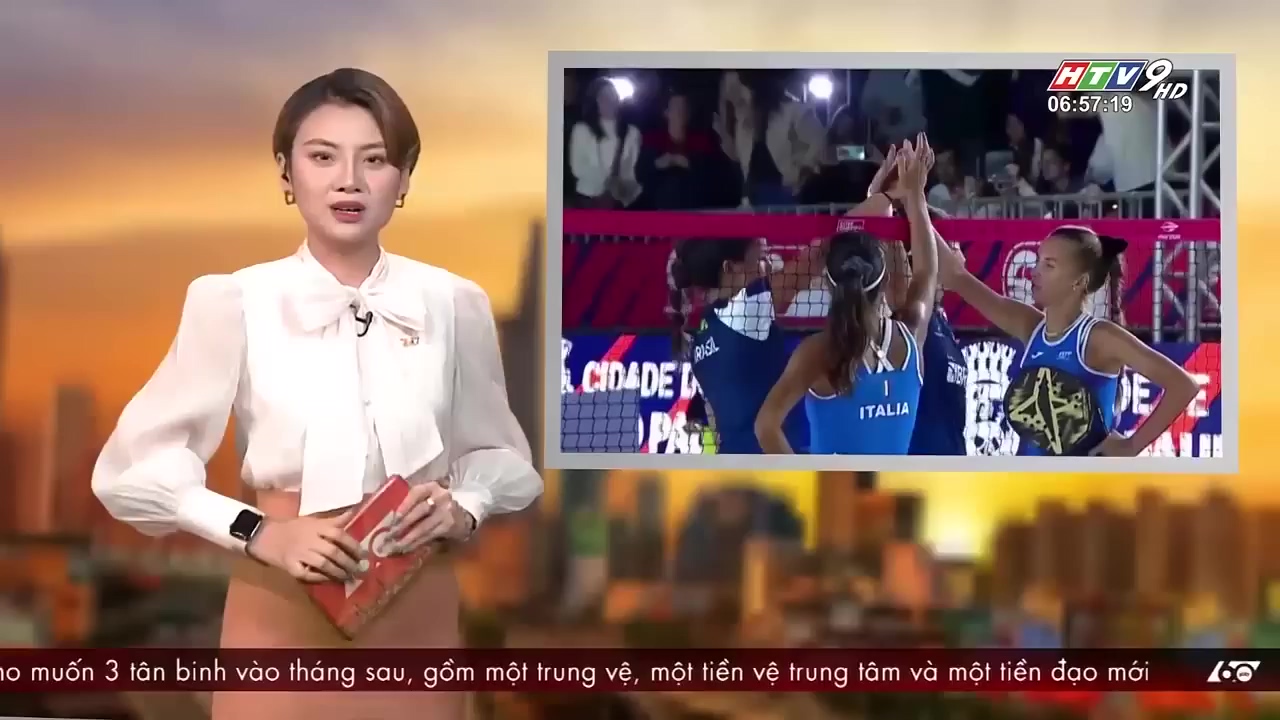 HTV9 HD
06:57:19
BRASIL
CIDADE D
1
ITALIA
ho muốn 3 tân binh vào tháng sau, gồm một trung vệ, một tiền vệ trung tâm và một tiền đạo mới
60